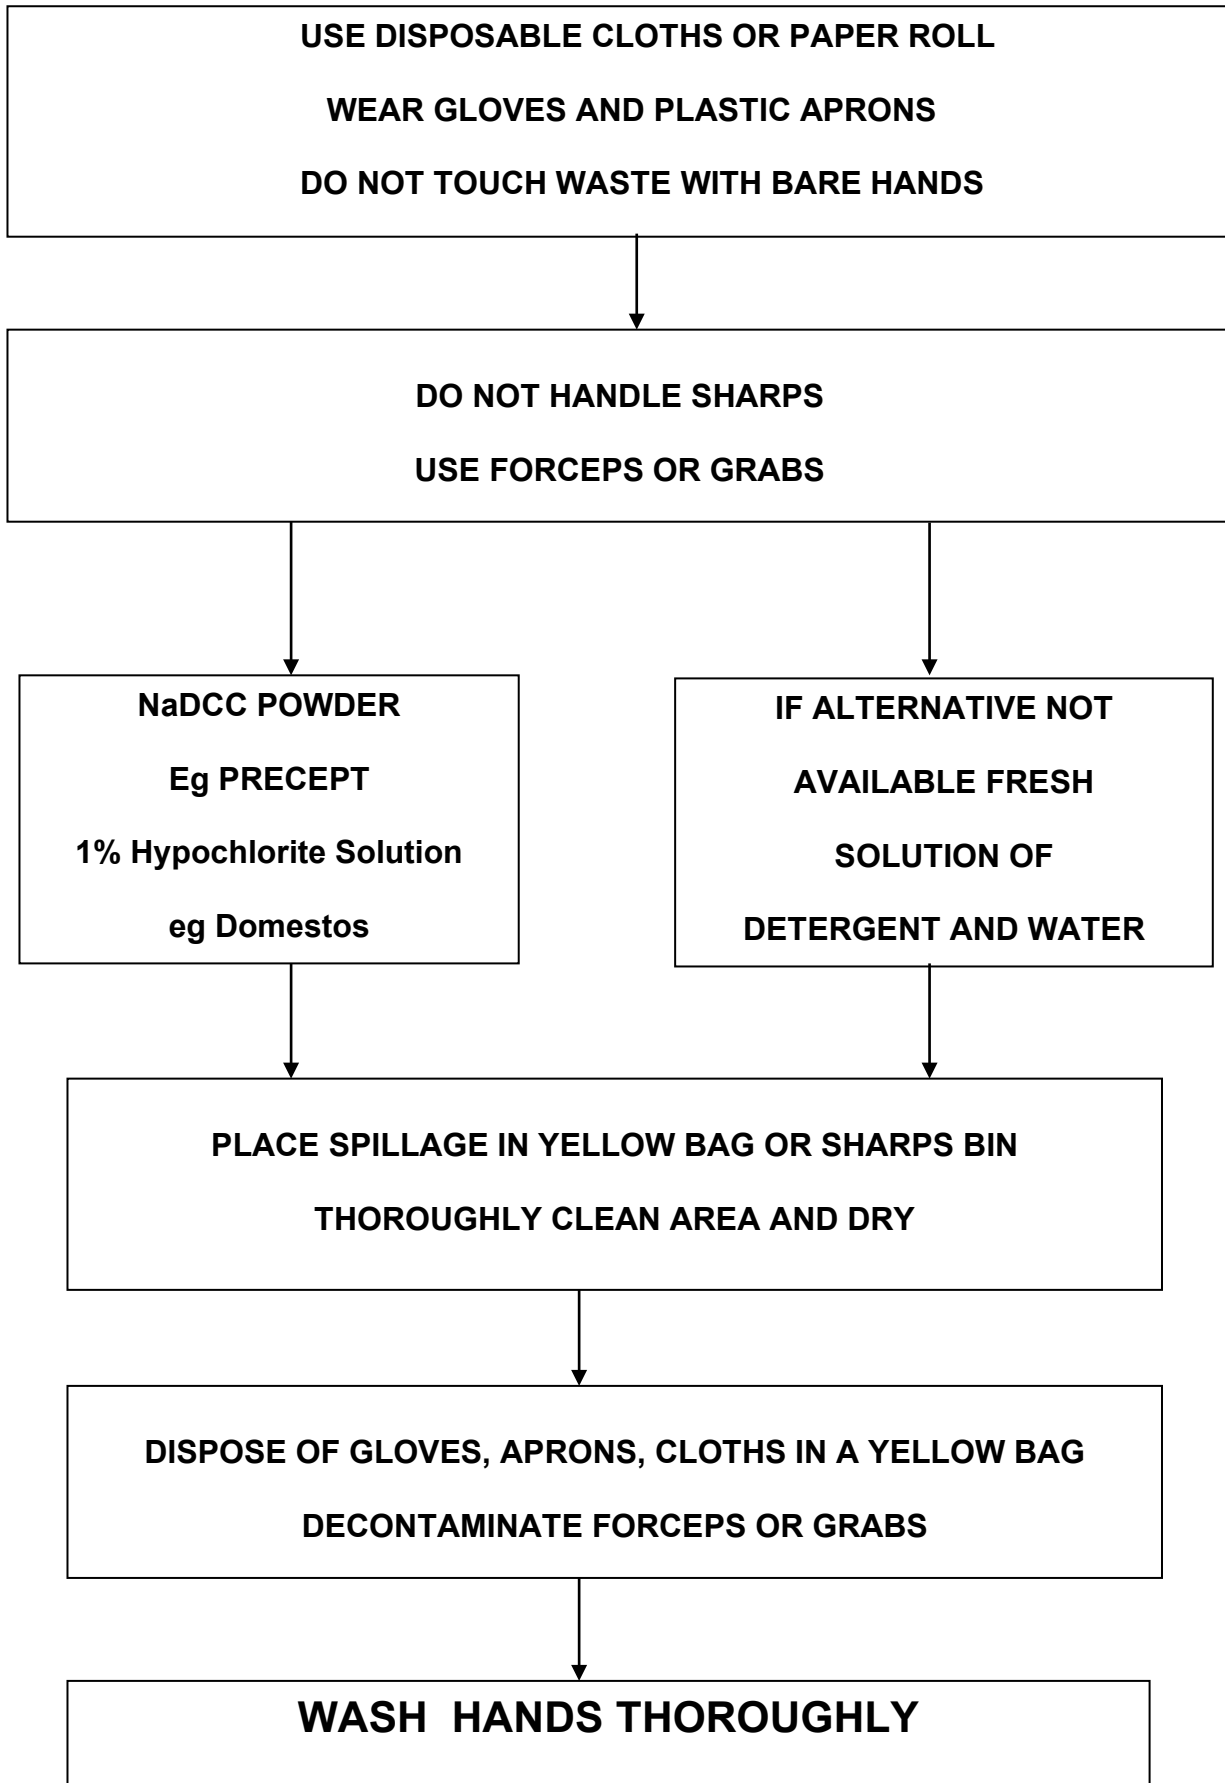 USE DISPOSABLE CLOTHS OR PAPER ROLL
WEAR GLOVES AND PLASTIC APRONS
DO NOT TOUCH WASTE WITH BARE HANDS
DO NOT HANDLE SHARPS
USE FORCEPS OR GRABS
NaDCC POWDER
Eg PRECEPT
1% Hypochlorite Solution
eg Domestos
IF ALTERNATIVE NOT
AVAILABLE FRESH
SOLUTION OF
DETERGENT AND WATER
PLACE SPILLAGE IN YELLOW BAG OR SHARPS BIN
THOROUGHLY CLEAN AREA AND DRY
DISPOSE OF GLOVES, APRONS, CLOTHS IN A YELLOW BAG
DECONTAMINATE FORCEPS OR GRABS
WASH  HANDS THOROUGHLY